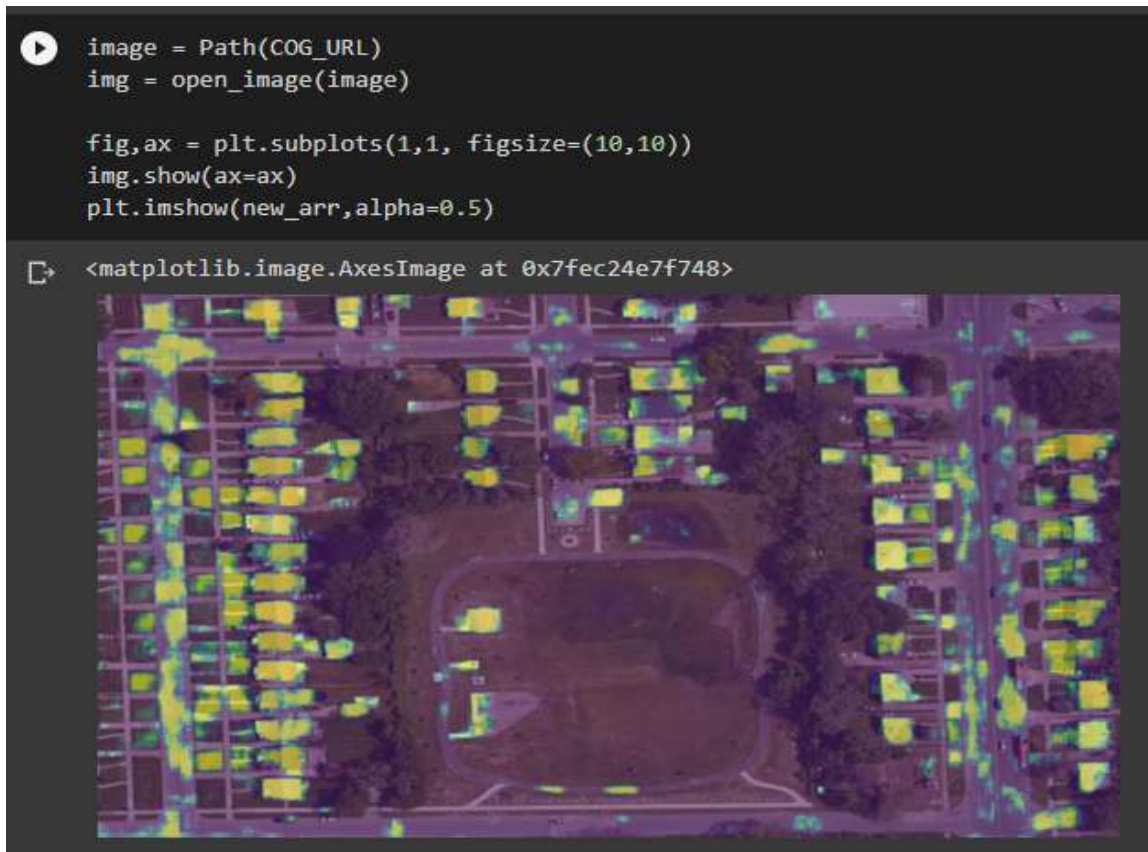 image = Path(COG_URL)
img = open_image(image)
fig,ax = plt.subplots(1,1, figsize=(10,10))
img.show(ax=ax)
plt.imshow(new_arr,alpha=0.5)
<matplotlib.image.AxesImage at 0x7fec24e7f748>